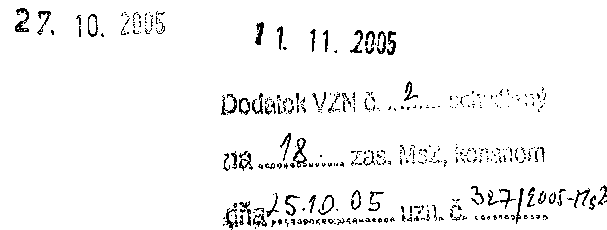 27. 10. 2005
11. 11. 2005
Dodatok VZN č. 2 schválený
na 18 zas. MsZ, konanom
dňa 25.10.05 uzn. č. 327/2005-MsZ